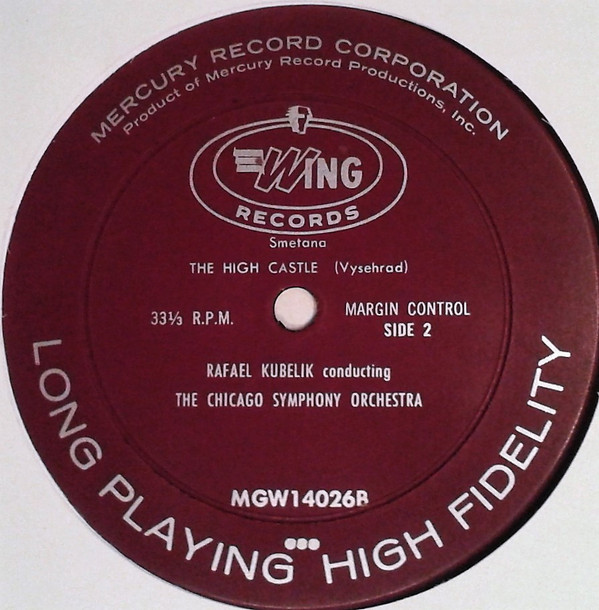 MERCURY RECORD CORPORATION
Product of Mercury Record Productions, Inc.
WING
RECORDS
Smetana
THE HIGH CASTLE (Vysehrad)
33⅓ R.P.M.
MARGIN CONTROL
SIDE 2
RAFAEL KUBELIK conducting
THE CHICAGO SYMPHONY ORCHESTRA
MGW14026B
LONG PLAYING HIGH FIDELITY